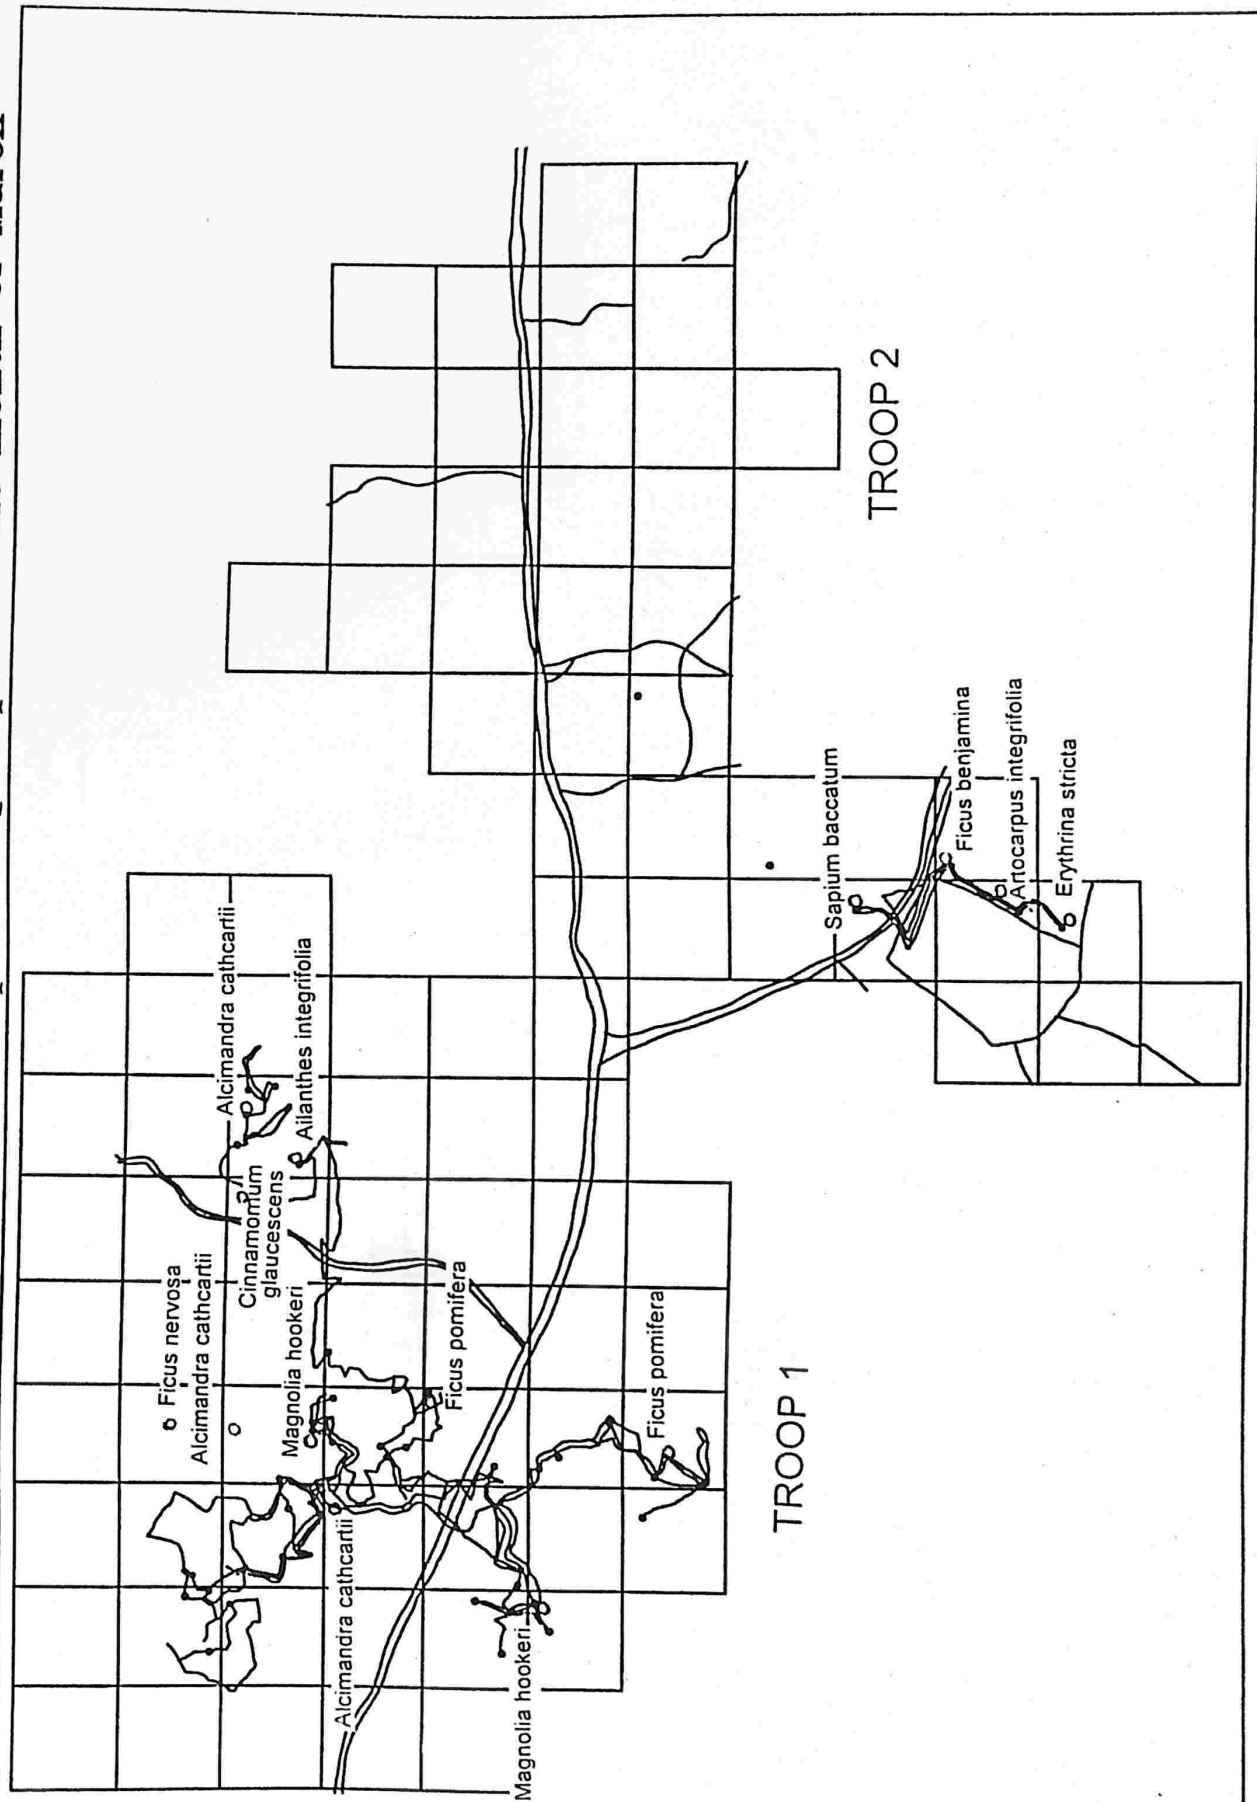 Ficus nervosa
Alcimandra cathcartii
Alcimandra cathcartii
Cinnamomum
glaucescens
Magnolia hookeri
Ailanthes integrifolia
Alcimandra cathcartii
Ficus pomifera
Magnolia hookeri
Ficus pomifera
TROOP 1
Sapium baccatum
TROOP 2
Ficus benjamina
Artocarpus integrifolia
Erythrina stricta